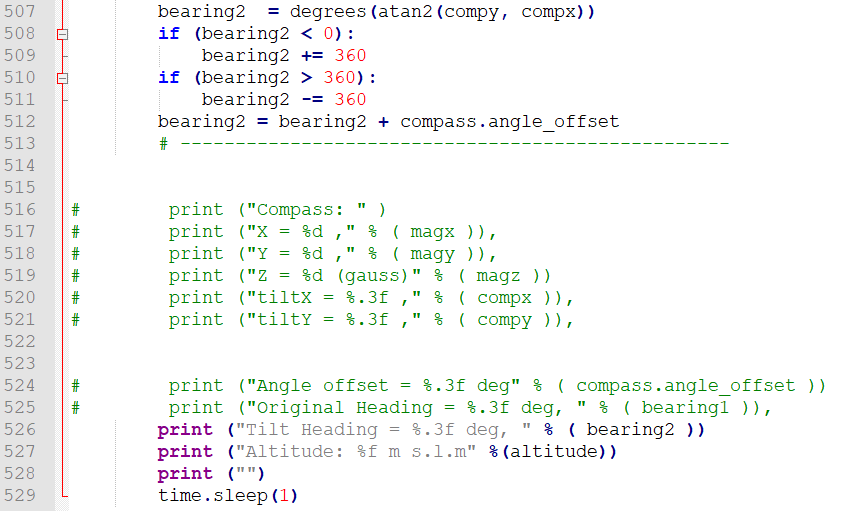 507 bearing2  = degrees(atan2(compy, compx))
508 if (bearing2 < 0):
509     bearing2 += 360
510 if (bearing2 > 360):
511     bearing2 -= 360
512 bearing2 = bearing2 + compass.angle_offset
513 # --------------------------------------------------
514
515
516 #        print ("Compass: " )
517 #        print ("X = %d ," % ( magx )),
518 #        print ("Y = %d ," % ( magy )),
519 #        print ("Z = %d (gauss)" % ( magz ))
520 #        print ("tiltX = %.3f ," % ( compx )),
521 #        print ("tiltY = %.3f ," % ( compy )),
522
523
524 #        print ("Angle offset = %.3f deg" % ( compass.angle_offset ))
525 #        print ("Original Heading = %.3f deg, " % ( bearing1 )),
526 print ("Tilt Heading = %.3f deg, " % ( bearing2 ))
527 print ("Altitude: %f m s.l.m" %(altitude))
528 print ("")
529 time.sleep(1)